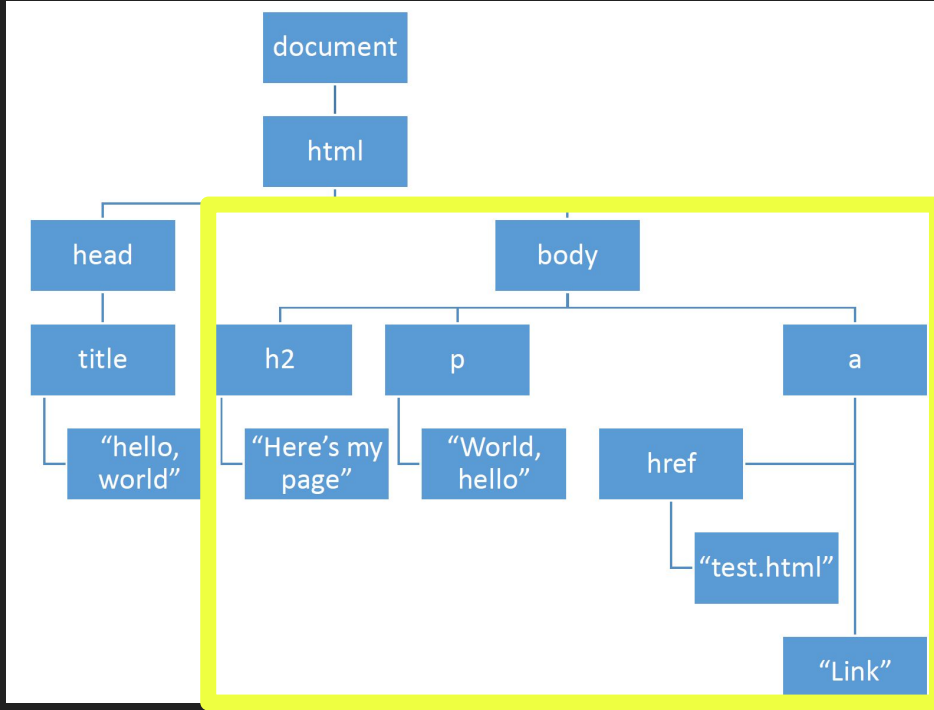 document
html
head
body
title
h2
p
a
“hello,
world”
“Here’s my
page”
“World,
hello”
href
“test.html”
“Link”